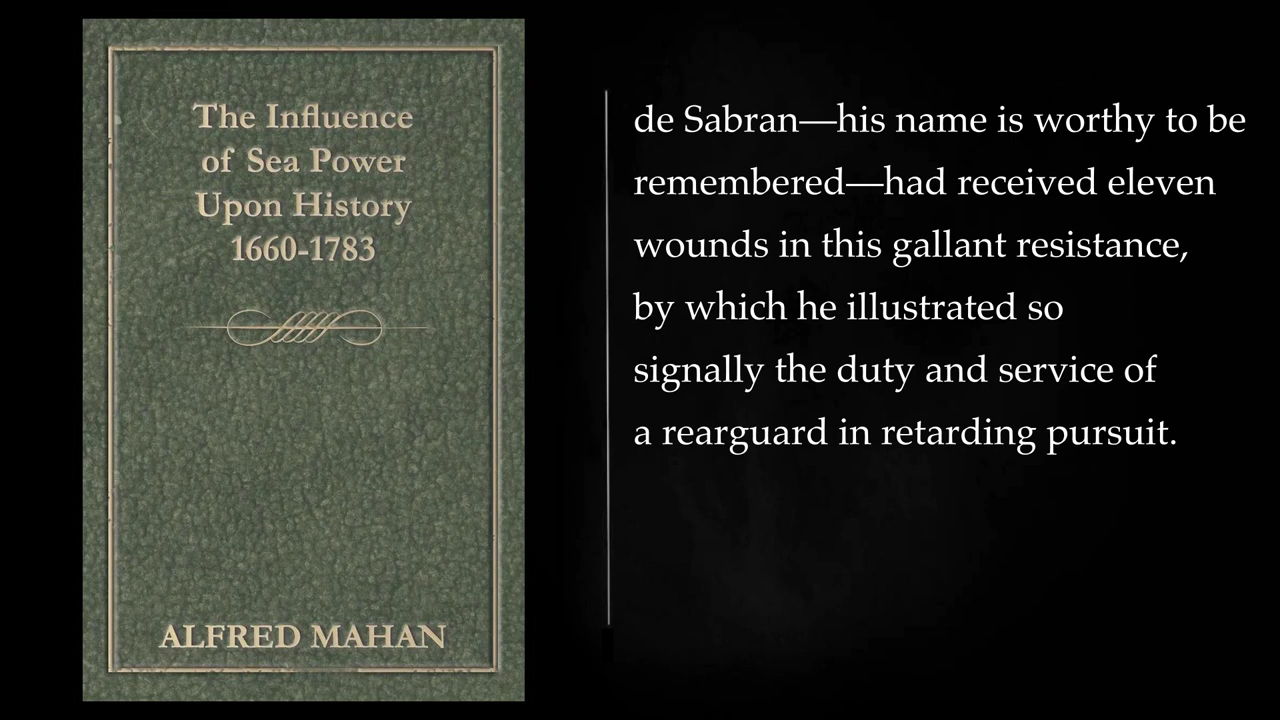 The Influence
of Sea Power
Upon History
1660-1783
ALFRED MAHAN
de Sabran—his name is worthy to be
remembered—had received eleven
wounds in this gallant resistance,
by which he illustrated so
signally the duty and service of
a rearguard in retarding pursuit.